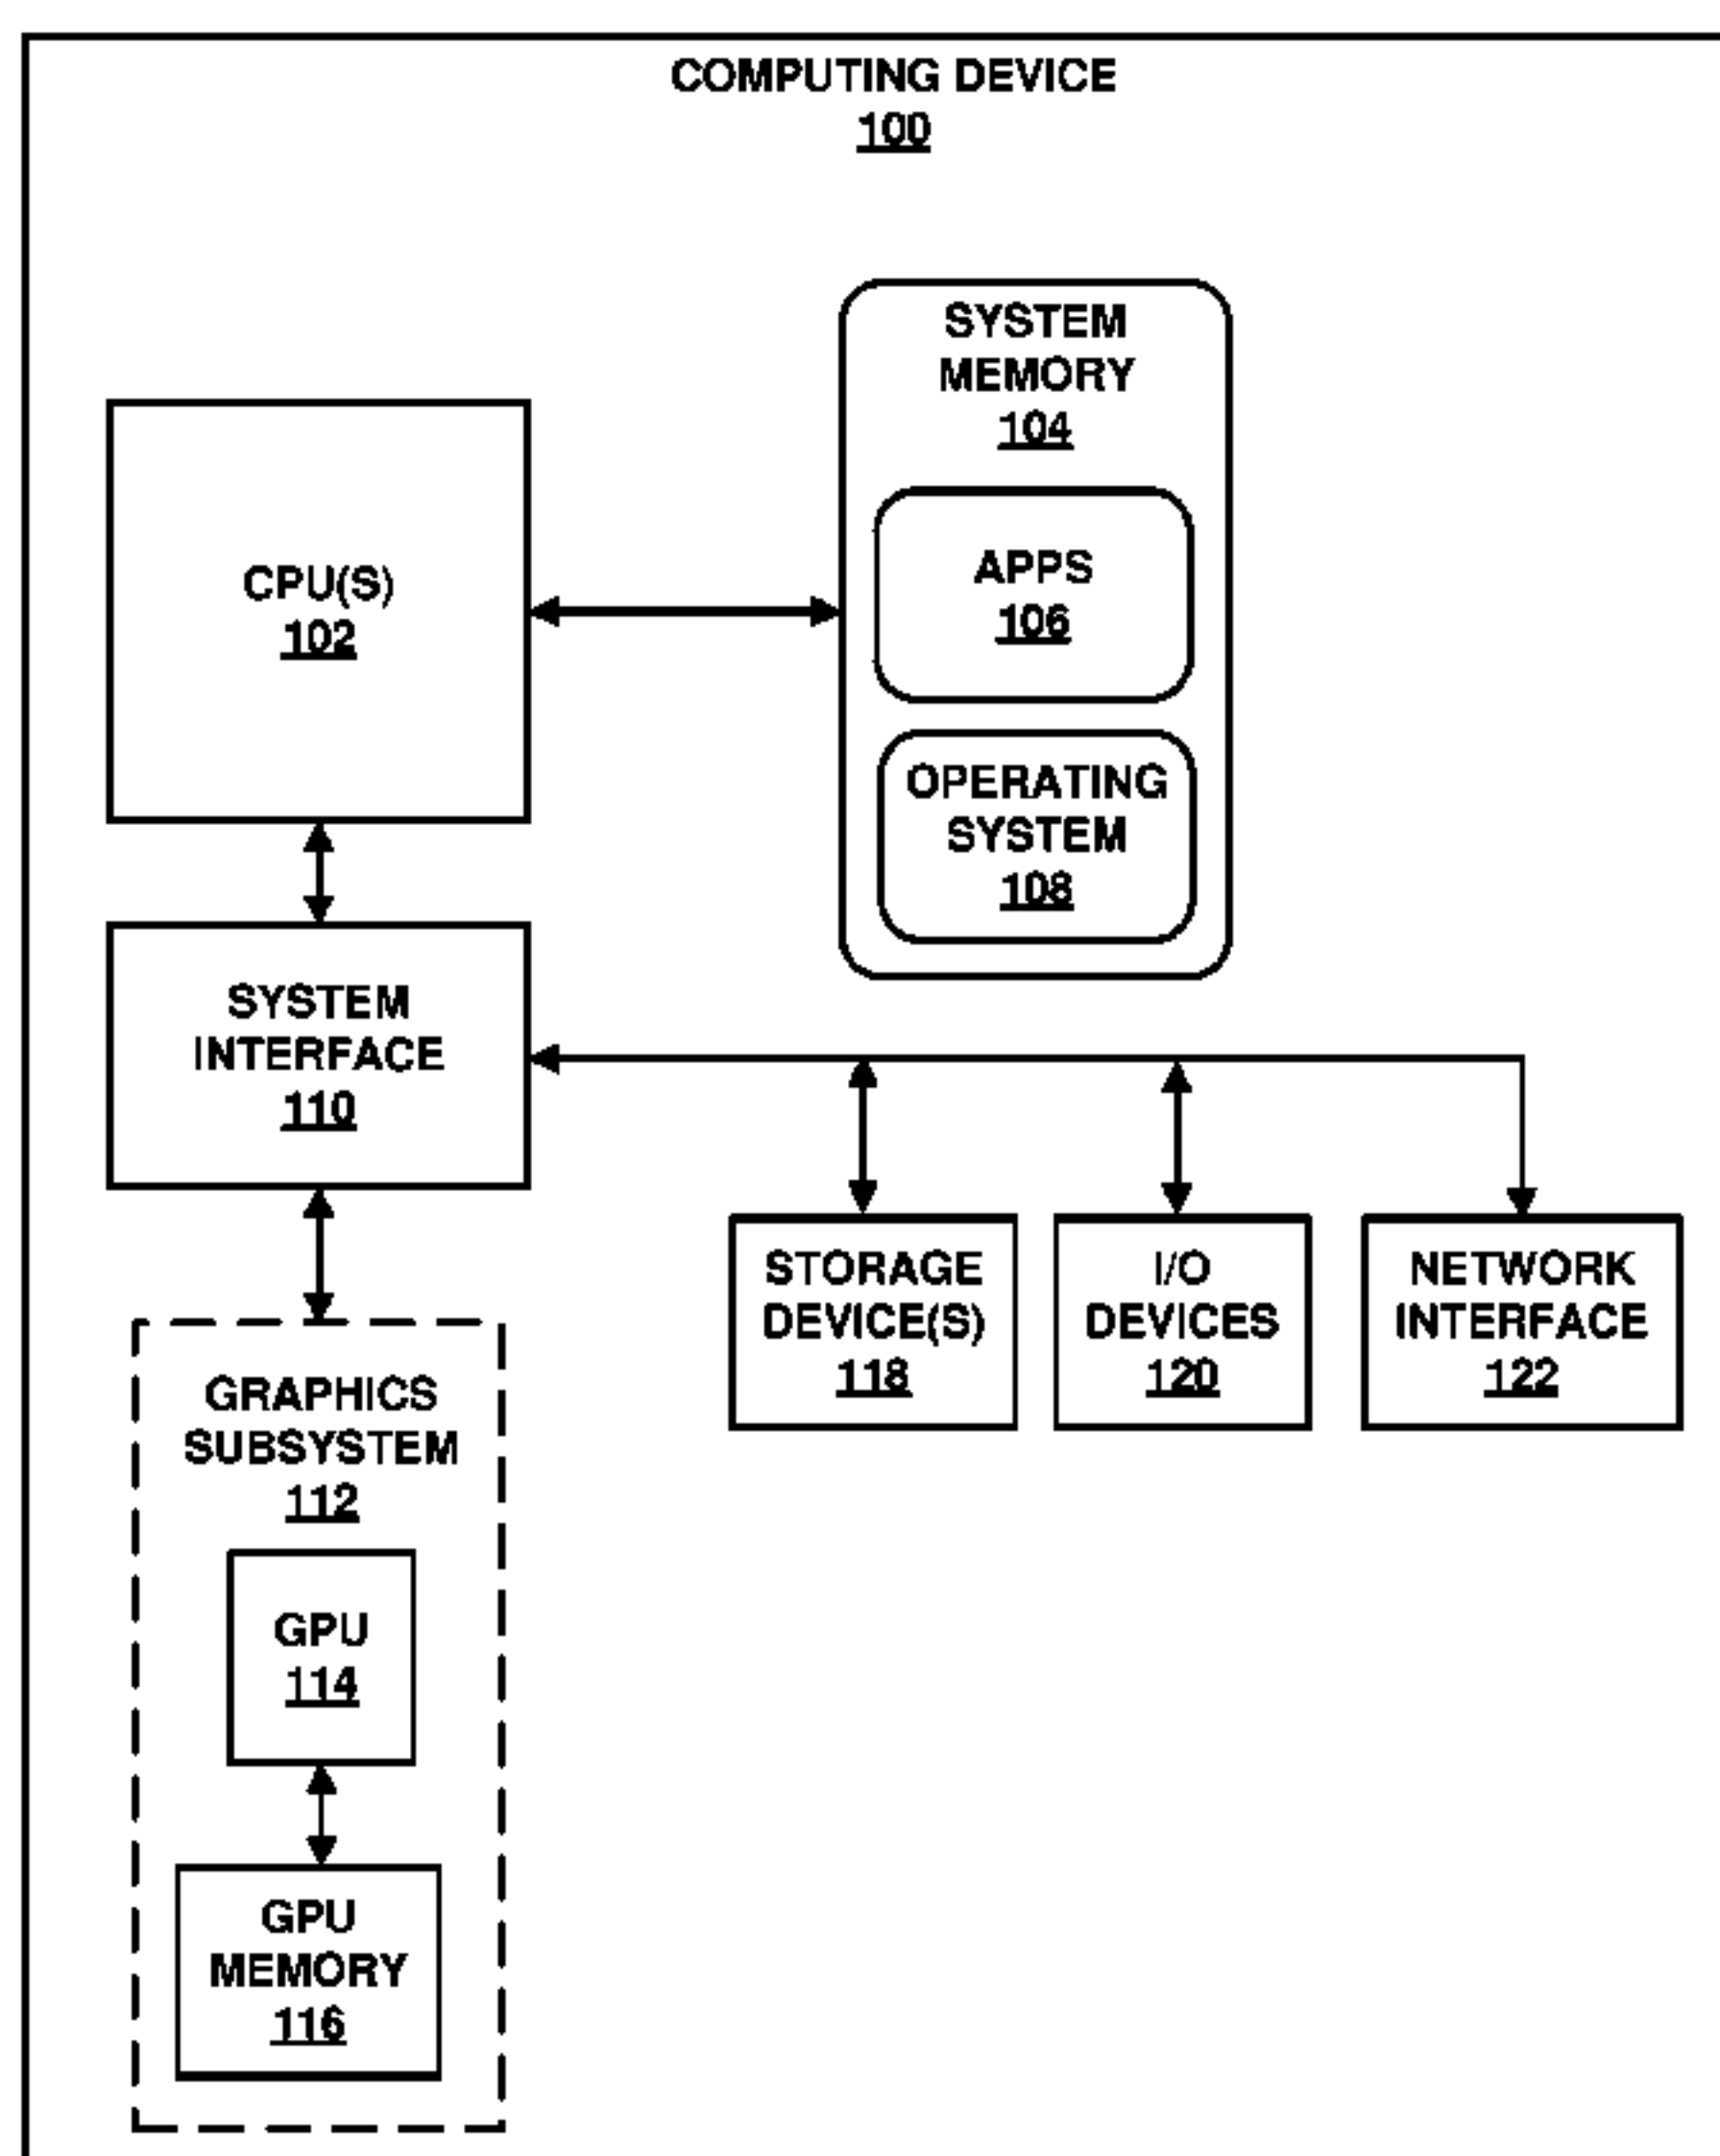 COMPUTING DEVICE
100
SYSTEM
MEMORY
104
CPU(S)
102
APPS
106
OPERATING
SYSTEM
108
SYSTEM
INTERFACE
110
STORAGE
DEVICE(S)
118
I/O
DEVICES
120
NETWORK
INTERFACE
122
GRAPHICS
SUBSYSTEM
112
GPU
114
GPU
MEMORY
116